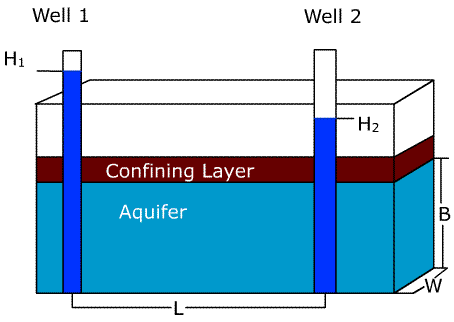 Well 1
Well 2
H1
H2
Confining Layer
Aquifer
B
W
L